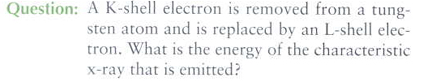 Question: A K-shell electron is removed from a tung-
sten atom and is replaced by an L-shell elec-
tron. What is the energy of the characteristic
x-ray that is emitted?